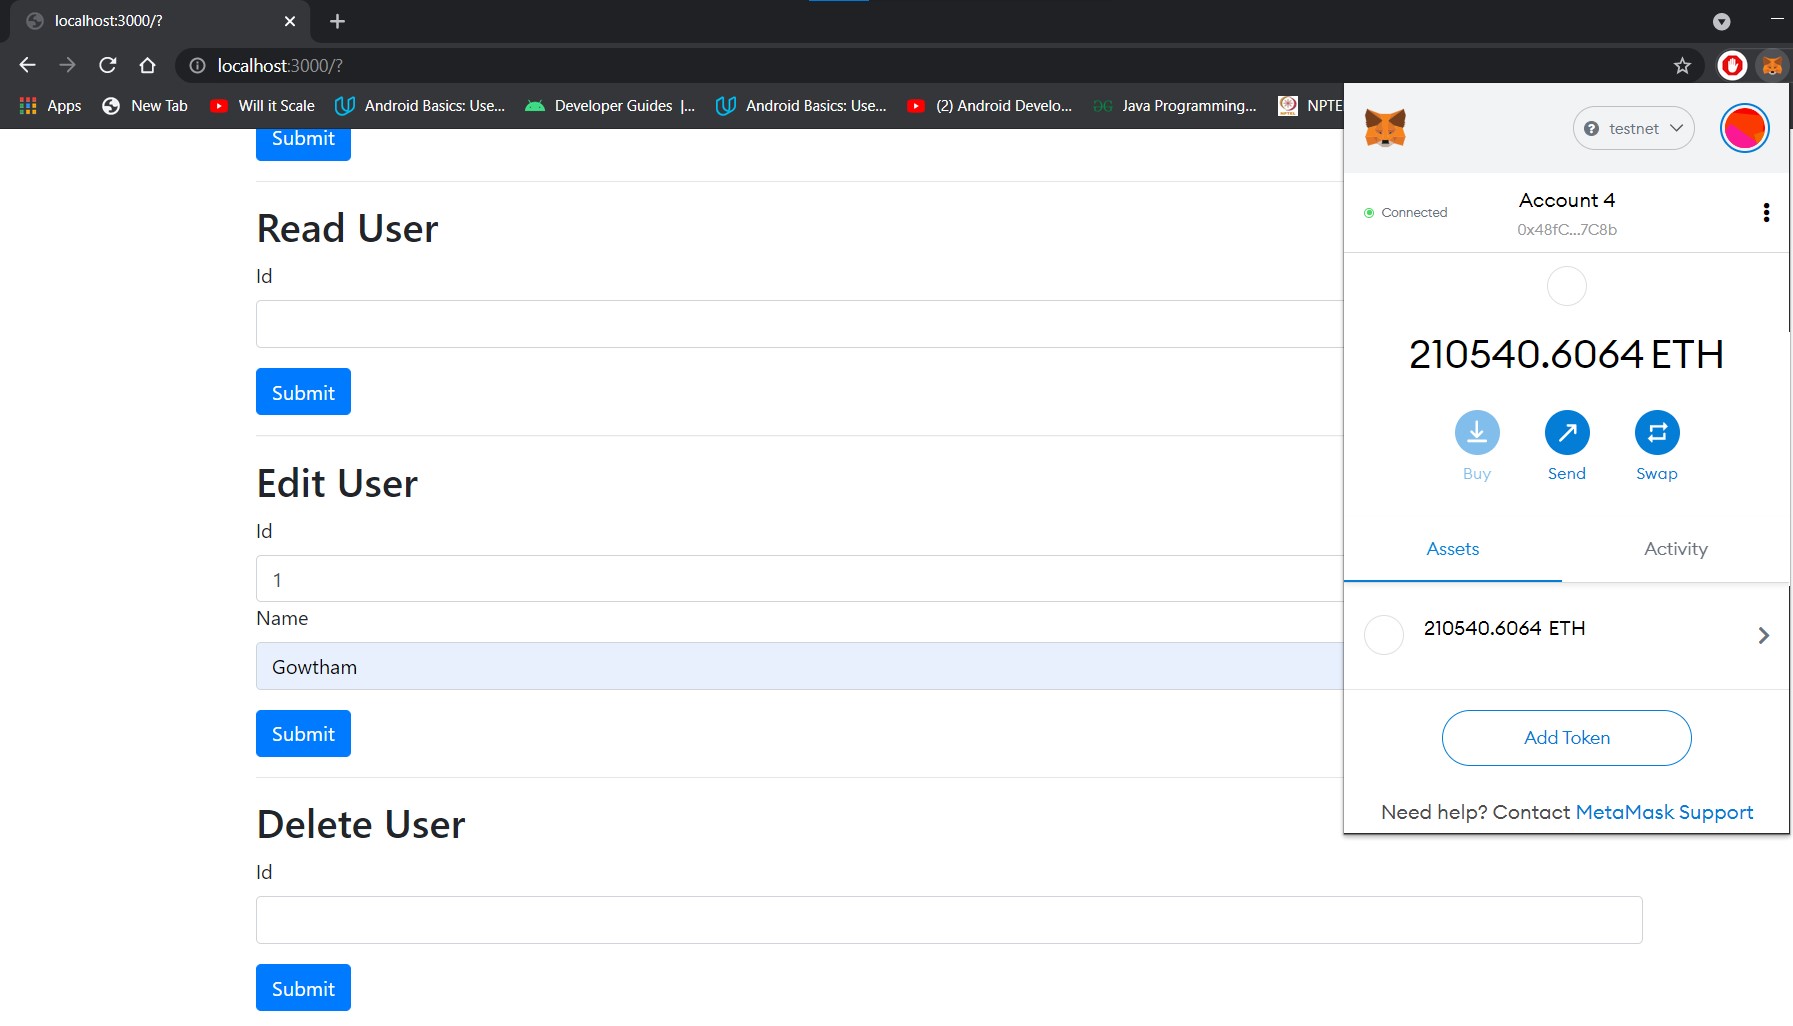 localhost:3000/?
localhost:3000/?
Apps New Tab Will it Scale Android Basics: Use... Developer Guides |... Android Basics: Use... (2) Android Develo... GG Java Programming... NPTE
Submit
Read User
Id
Submit
Edit User
Id
1
Name
Gowtham
Submit
Delete User
Id
Submit
testnet
Connected
Account 4
0x48fC...7C8b
210540.6064 ETH
Buy Send Swap
Assets Activity
210540.6064 ETH
Add Token
Need help? Contact MetaMask Support